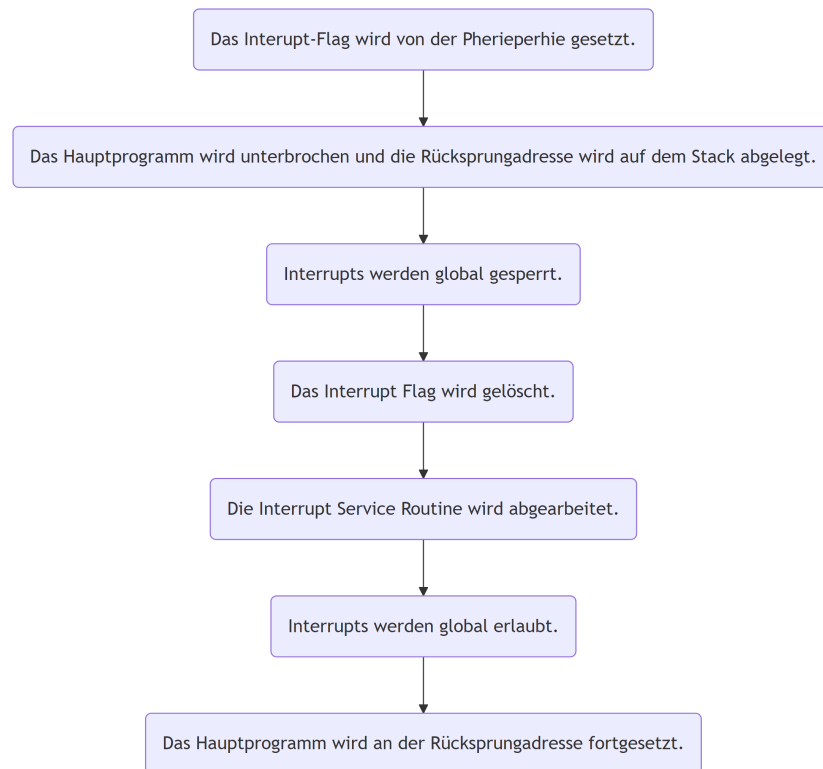 Das Interupt-Flag wird von der Pherieperhie gesetzt.
Das Hauptprogramm wird unterbrochen und die Rücksprungadresse wird auf dem Stack abgelegt.
Interrupts werden global gesperrt.
Das Interrupt Flag wird gelöscht.
Die Interrupt Service Routine wird abgearbeitet.
Interrupts werden global erlaubt.
Das Hauptprogramm wird an der Rücksprungadresse fortgesetzt.